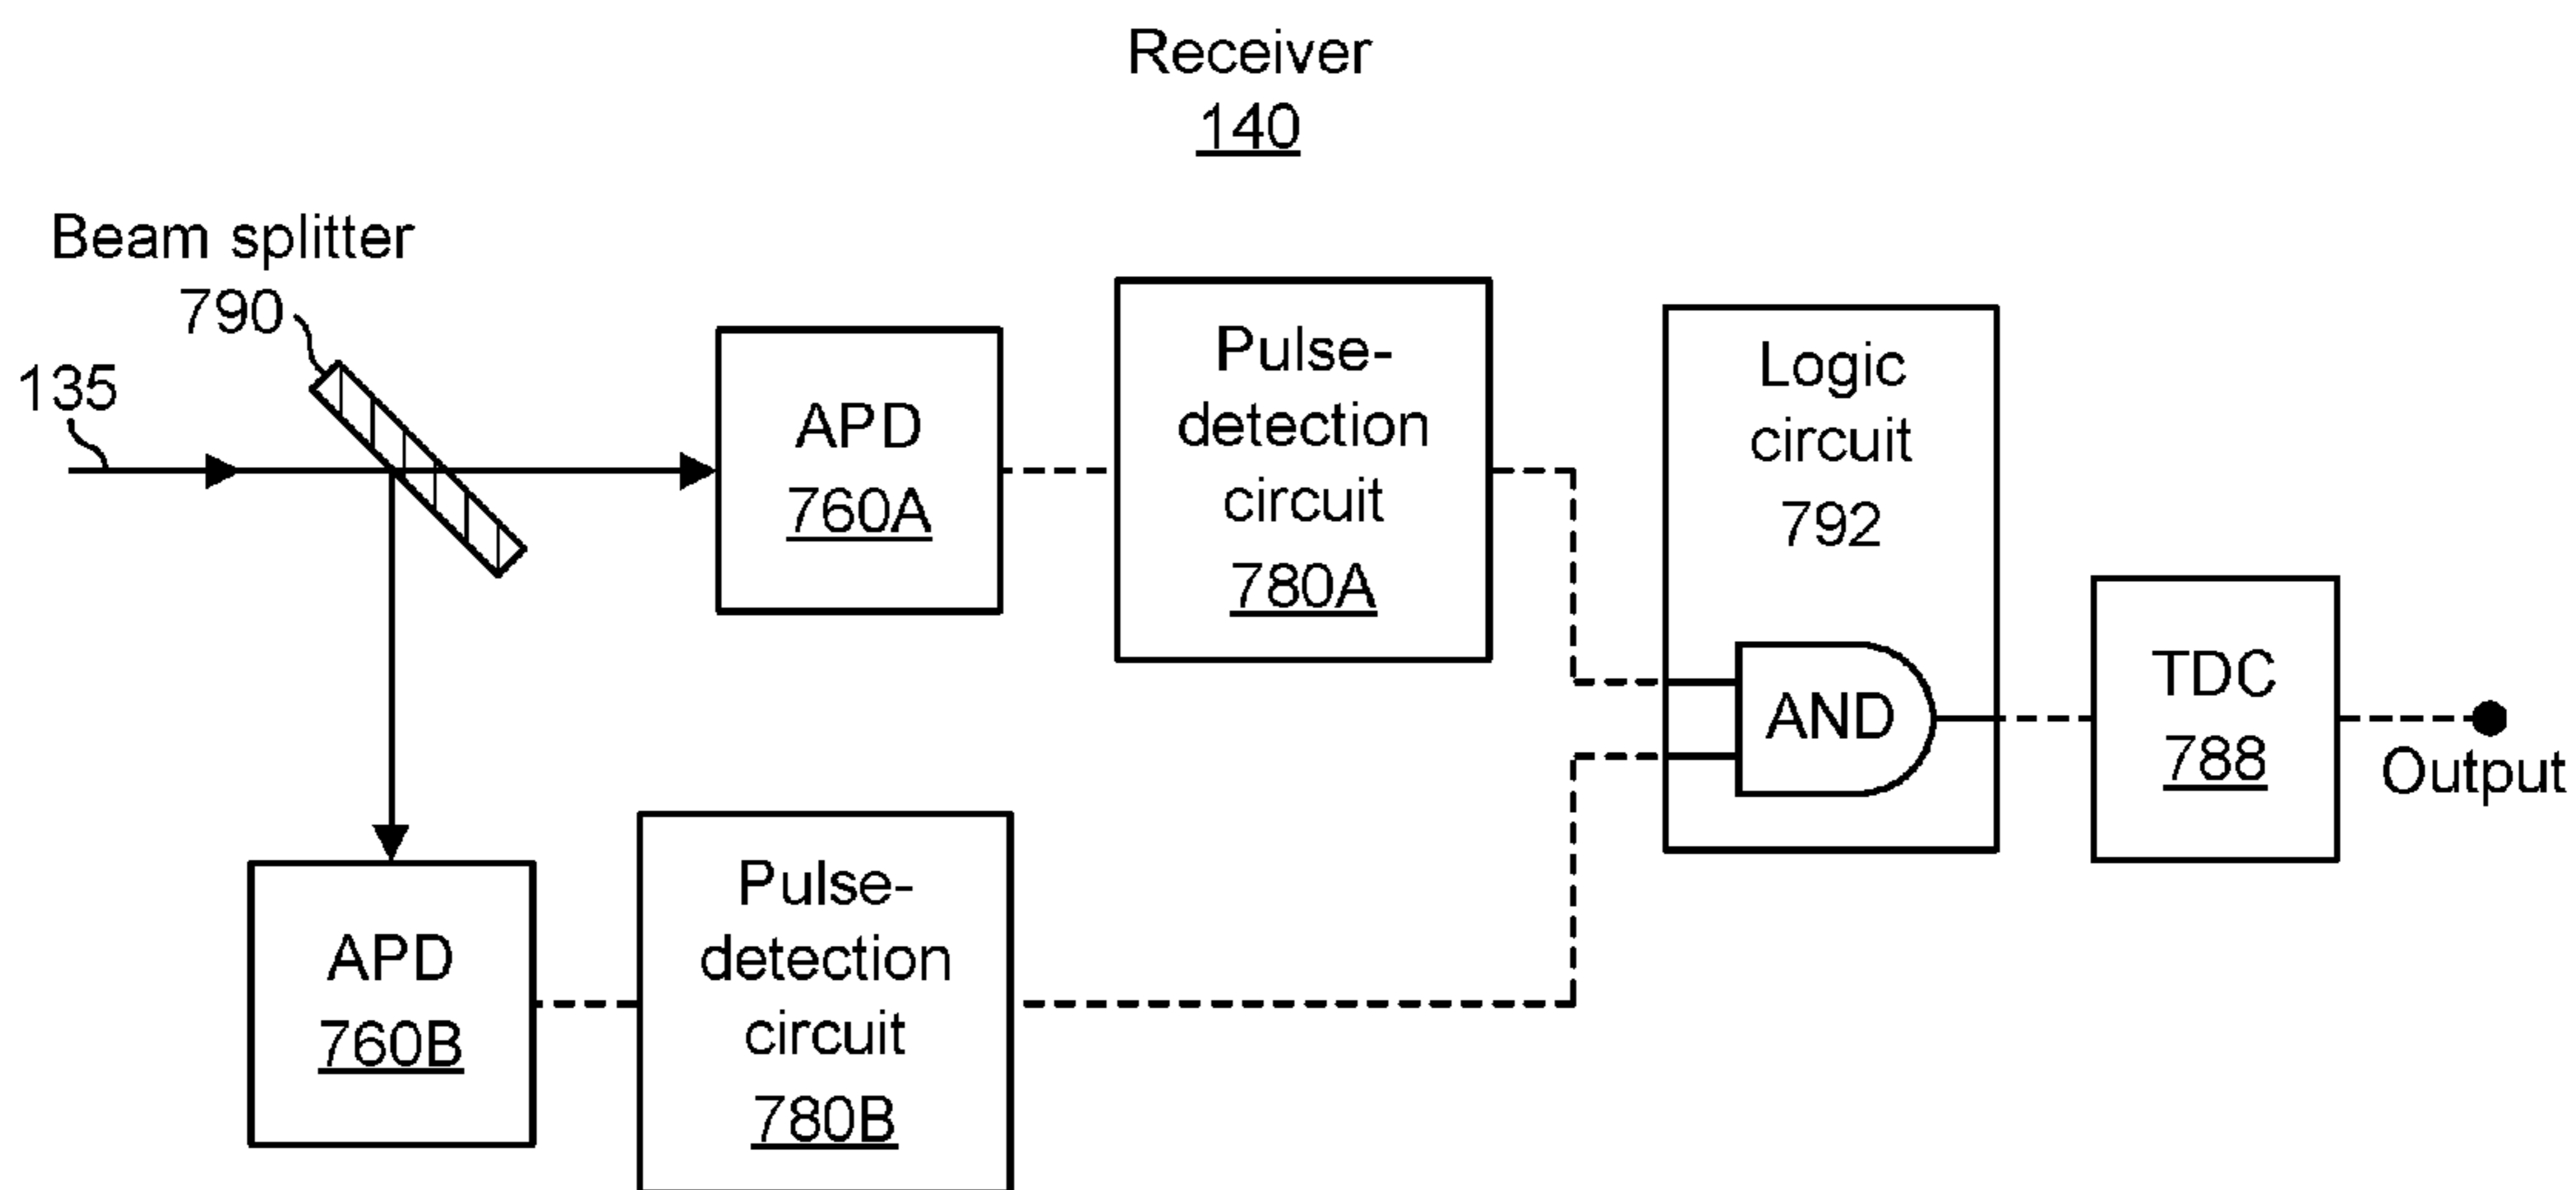 Receiver
140
Beam splitter
790
135
APD
760A
Pulse-
detection
circuit
780A
Logic
circuit
792
AND
TDC
788
Output
APD
760B
Pulse-
detection
circuit
780B